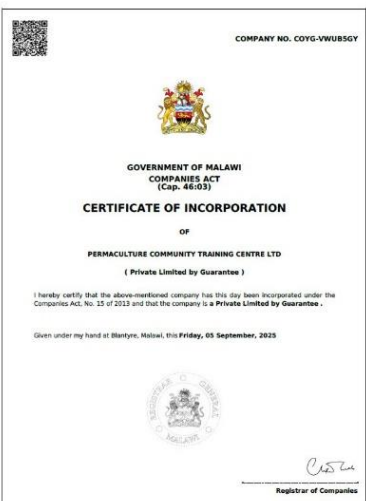 COMPANY NO. COYG-VWUB5GY
GOVERNMENT OF MALAWI
COMPANIES ACT
(Cap. 46:03)
CERTIFICATE OF INCORPORATION
OF
PERMACULTURE COMMUNITY TRAINING CENTRE LTD
( Private Limited by Guarantee )
I hereby certify that the above-mentioned company has this day been incorporated under the
Companies Act, No. 15 of 2013 and that the company is a Private Limited by Guarantee .
Given under my hand at Blantyre, Malawi, this Friday, 05 September, 2025
REGISTRAR GENERAL
MALAWI
Registrar of Companies